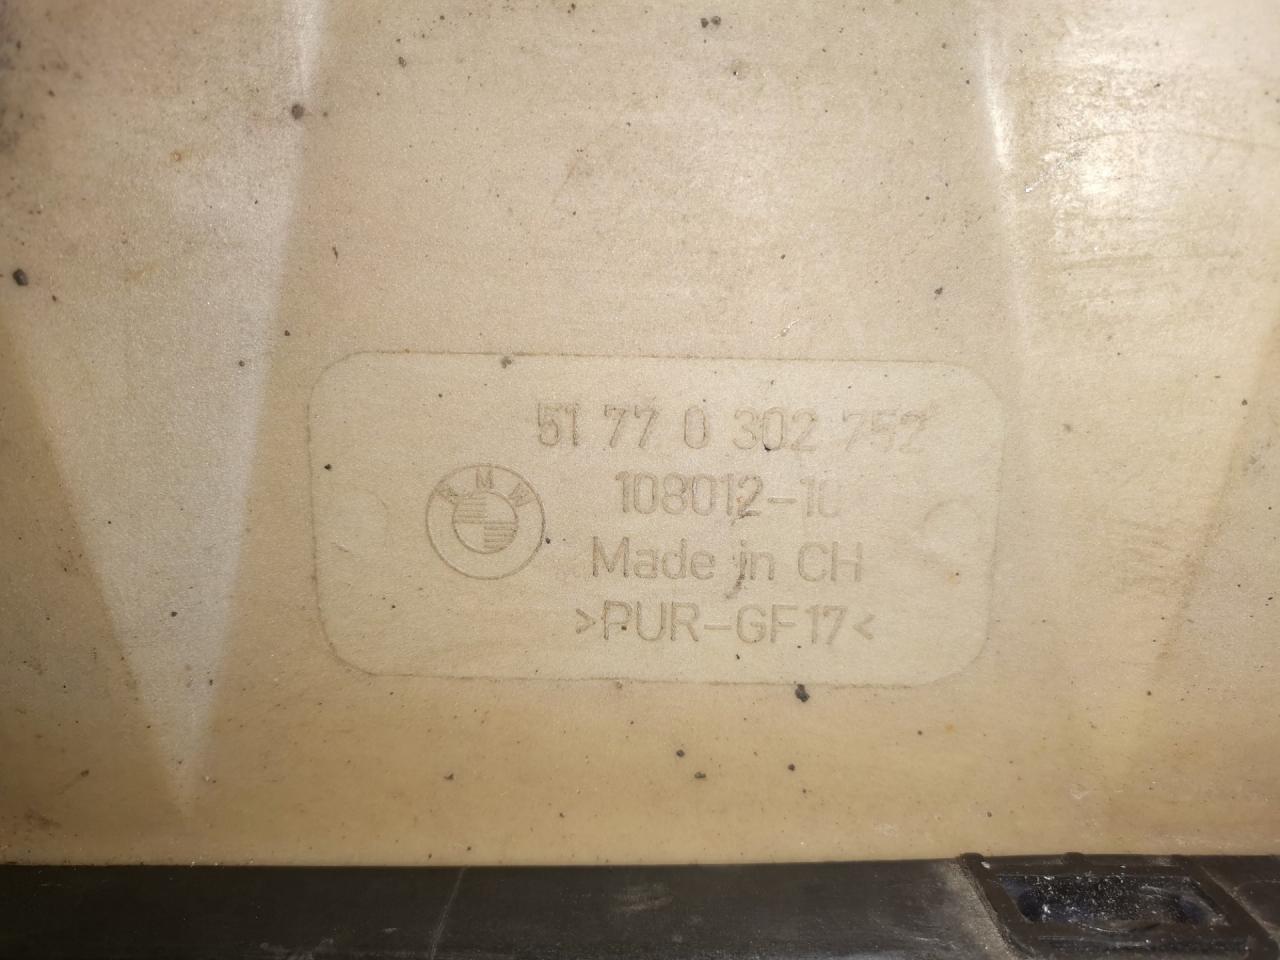 51 77 0 302 752
BMW
108012-10
Made in CH
>PUR-GF17<